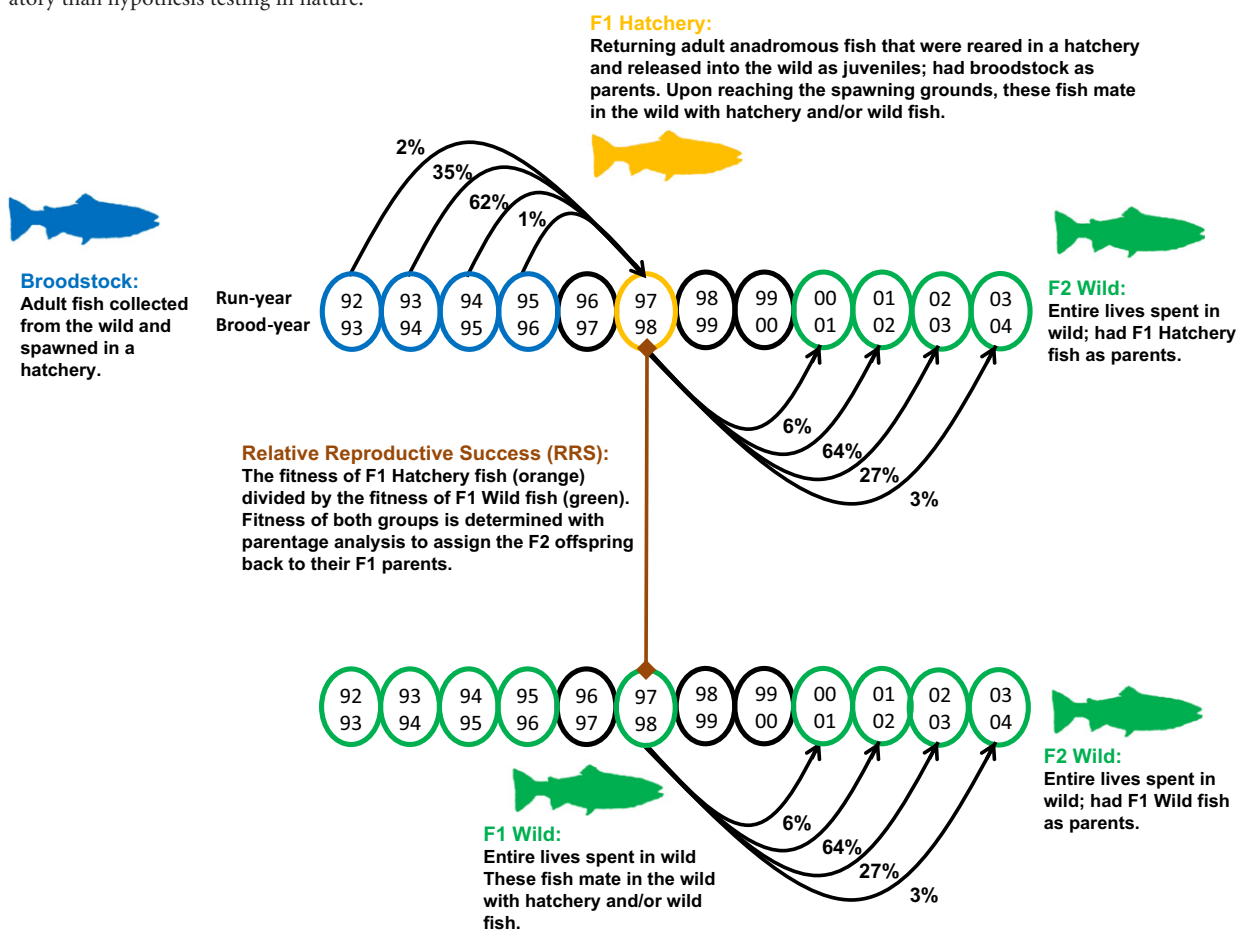 atory than hypothesis testing in nature.
F1 Hatchery:
Returning adult anadromous fish that were reared in a hatchery
and released into the wild as juveniles; had broodstock as
parents. Upon reaching the spawning grounds, these fish mate
in the wild with hatchery and/or wild fish.
2%
35%
62%
1%
Broodstock:
Adult fish collected
from the wild and
spawned in a
hatchery.
Run-year
Brood-year
92 93 94 95 96 97 98 99 00 01 02 03
93 94 95 96 97 98 99 00 01 02 03 04
F2 Wild:
Entire lives spent in
wild; had F1 Hatchery
fish as parents.
6%
64%
27%
3%
Relative Reproductive Success (RRS):
The fitness of F1 Hatchery fish (orange)
divided by the fitness of F1 Wild fish (green).
Fitness of both groups is determined with
parentage analysis to assign the F2 offspring
back to their F1 parents.
92 93 94 95 96 97 98 99 00 01 02 03
93 94 95 96 97 98 99 00 01 02 03 04
F2 Wild:
Entire lives spent in
wild; had F1 Wild fish
as parents.
6%
64%
27%
3%
F1 Wild:
Entire lives spent in wild
These fish mate in the wild
with hatchery and/or wild
fish.